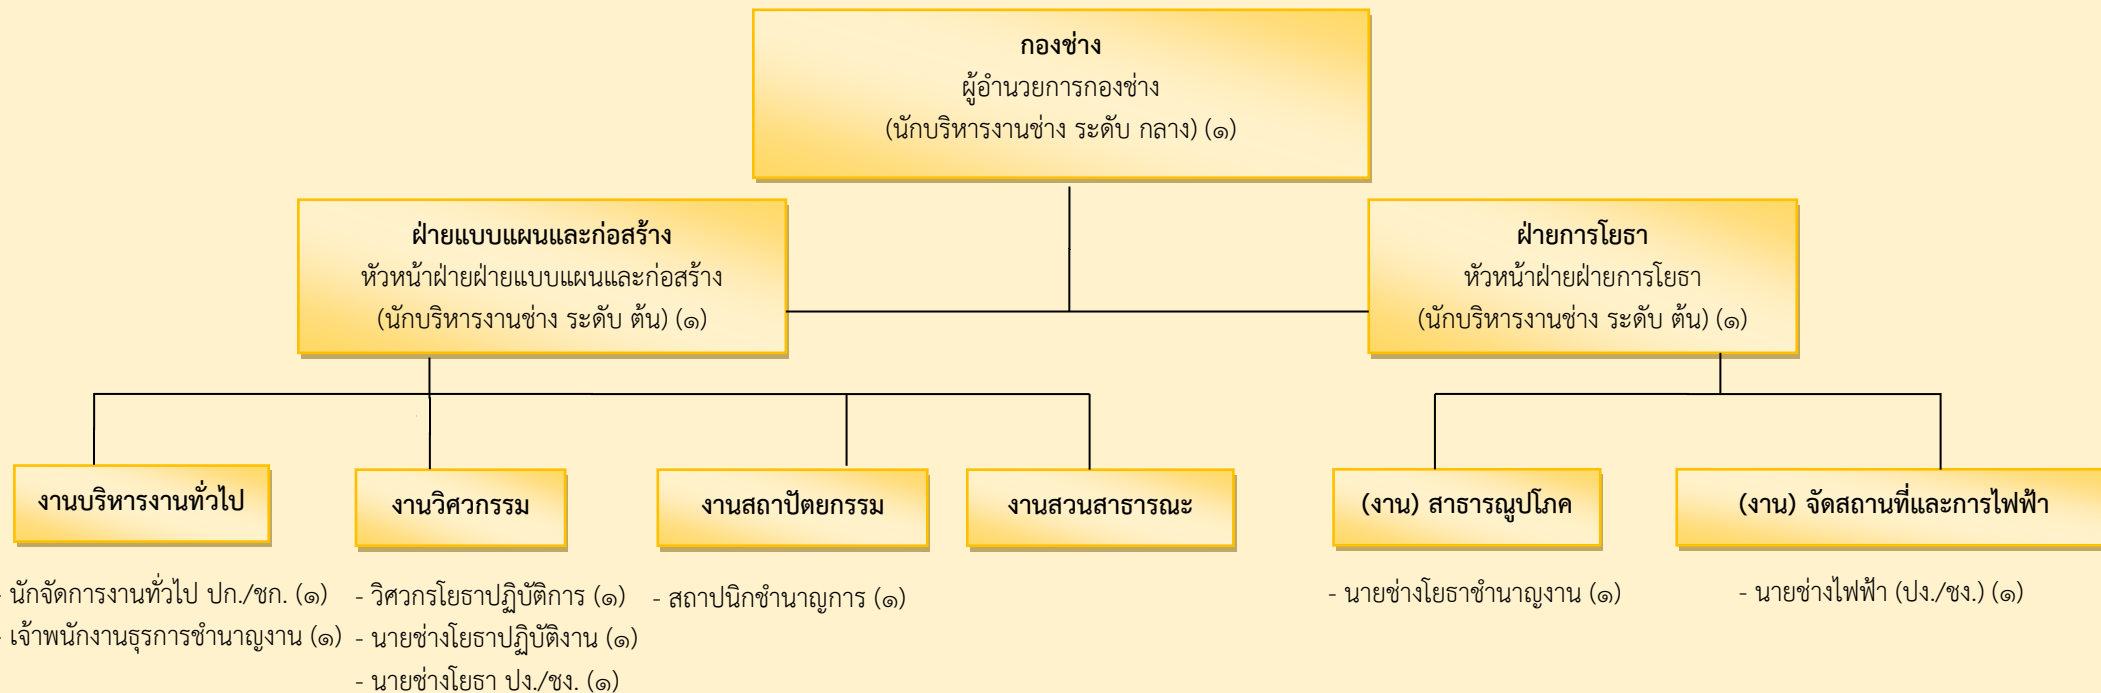 กองช่าง
ผู้อำนวยการกองช่าง
(นักบริหารงานช่าง ระดับ กลาง) (๑)
ฝ่ายแบบแผนและก่อสร้าง
หัวหน้าฝ่ายฝ่ายแบบแผนและก่อสร้าง
(นักบริหารงานช่าง ระดับ ต้น) (๑)
ฝ่ายการโยธา
หัวหน้าฝ่ายฝ่ายการโยธา
(นักบริหารงานช่าง ระดับ ต้น) (๑)
งานบริหารงานทั่วไป
งานวิศวกรรม
งานสถาปัตยกรรม
งานสวนสาธารณะ
(งาน) สาธารณูปโภค
(งาน) จัดสถานที่และการไฟฟ้า
- นักจัดการงานทั่วไป ปก./ชก. (๑)
- เจ้าพนักงานธุรการชำนาญงาน (๑)
- วิศวกรโยธาปฏิบัติการ (๑)
- นายช่างโยธาปฏิบัติงาน (๑)
- นายช่างโยธา ปง./ชง. (๑)
- สถาปนิกชำนาญการ (๑)
- นายช่างโยธาชำนาญงาน (๑)
- นายช่างไฟฟ้า (ปง./ชง.) (๑)